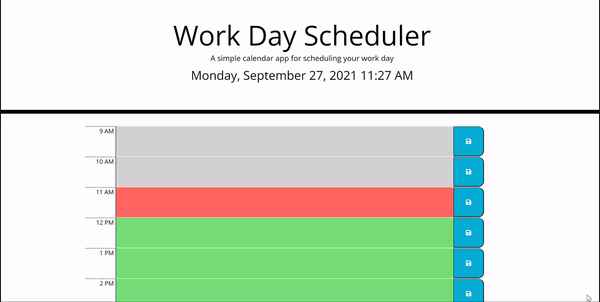 Work Day Scheduler
A simple calendar app for scheduling your work day
Monday, September 27, 2021 11:27 AM
9 AM
10 AM
11 AM
12 PM
1 PM
2 PM